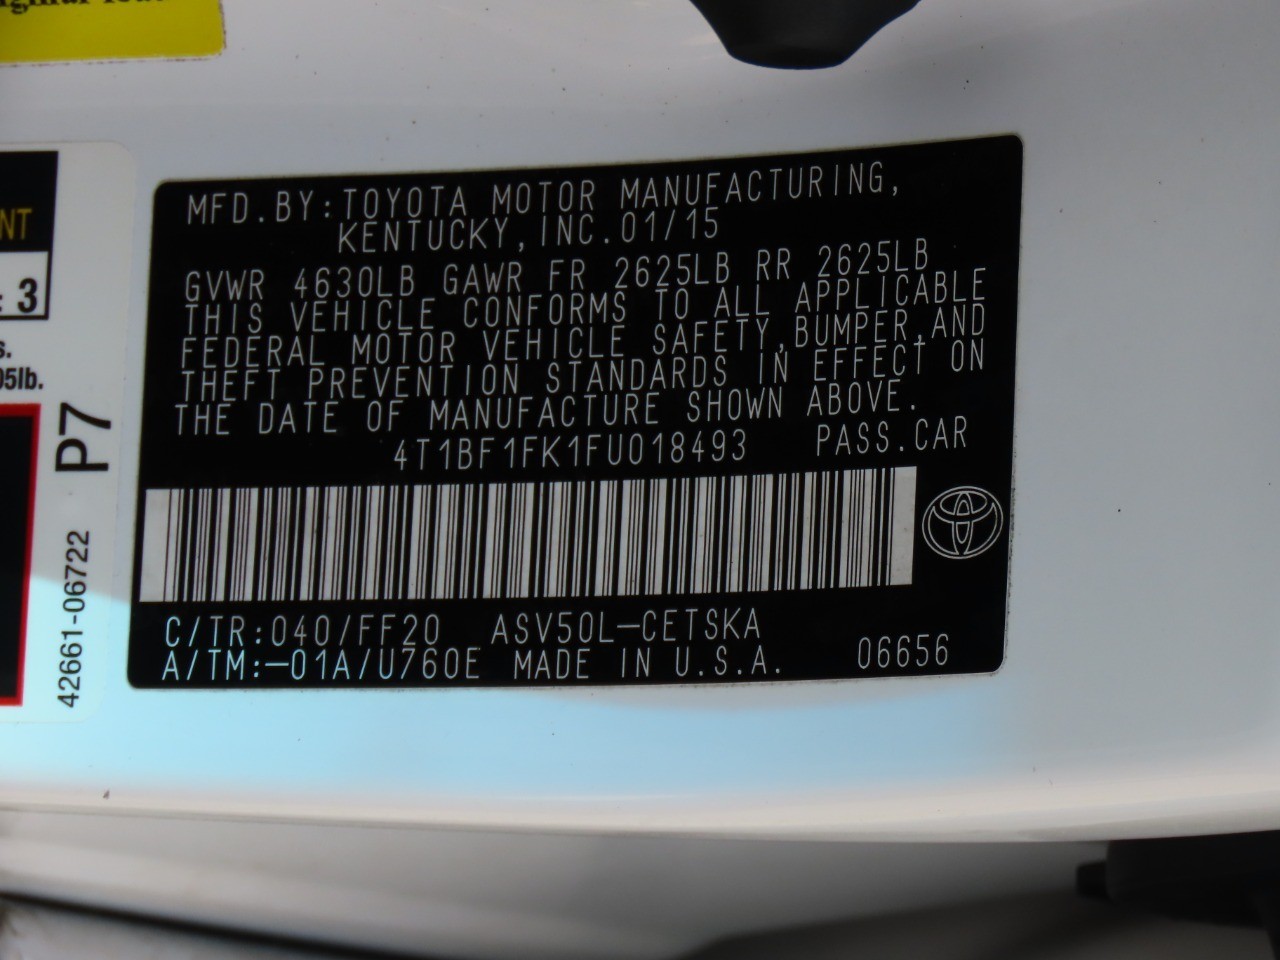 NT
: 3
s.
05lb.
P7
42661-06722
MFD.BY:TOYOTA MOTOR MANUFACTURING,
KENTUCKY,INC.01/15
GVWR 4630LB GAWR FR 2625LB RR 2625LB
THIS VEHICLE CONFORMS TO ALL APPLICABLE
FEDERAL MOTOR VEHICLE SAFETY,BUMPER,AND
THEFT PREVENTION STANDARDS IN EFFECT ON
THE DATE OF MANUFACTURE SHOWN ABOVE.
4T1BF1FK1FU018493 PASS.CAR
C/TR:040/FF20 ASV50L-CETSKA
A/TM:-01A/U760E MADE IN U.S.A. 06656